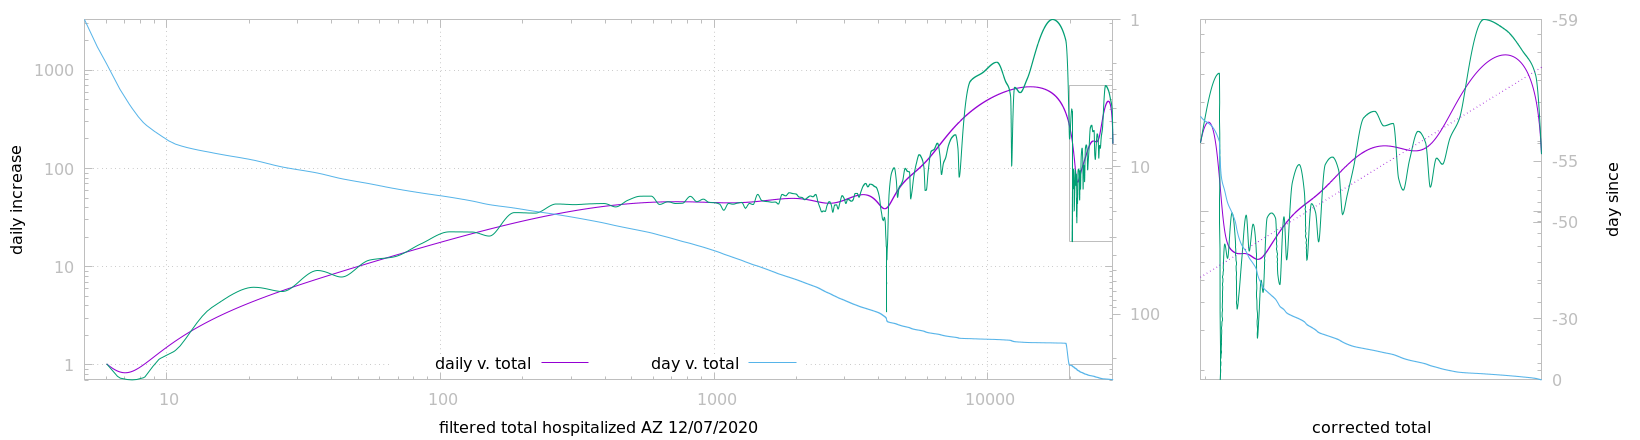 daily increase
1000
100
10
1
10
100
1000
10000
1
10
100
daily v. total
day v. total
filtered total hospitalized AZ 12/07/2020
-59
-55
-50
-30
0
day since
corrected total